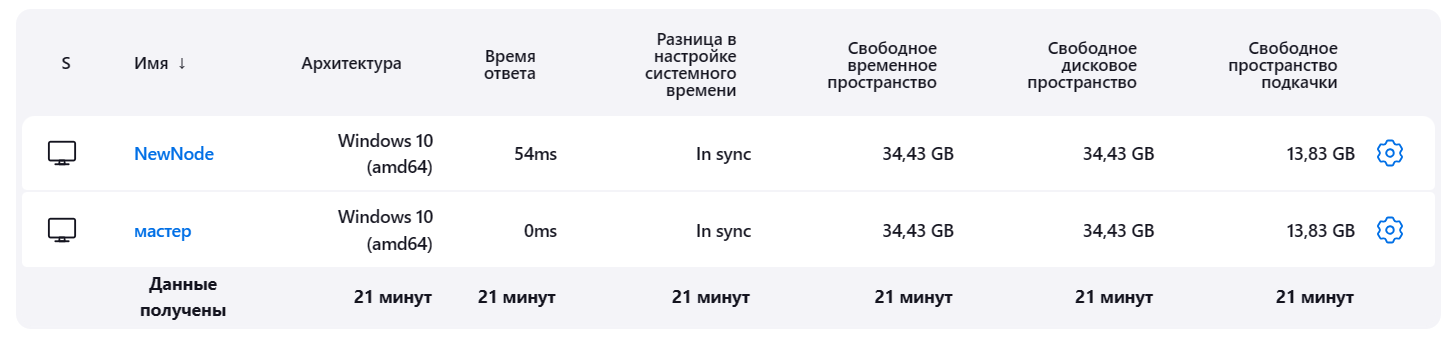 S
Имя ↓
Архитектура
Время
ответа
Разница в
настройке
системного
времени
Свободное
временное
пространство
Свободное
дисковое
пространство
Свободное
пространство
подкачки
NewNode
Windows 10
(amd64)
54ms
In sync
34,43 GB
34,43 GB
13,83 GB
мастер
Windows 10
(amd64)
0ms
In sync
34,43 GB
34,43 GB
13,83 GB
Данные
получены
21 минут
21 минут
21 минут
21 минут
21 минут
21 минут